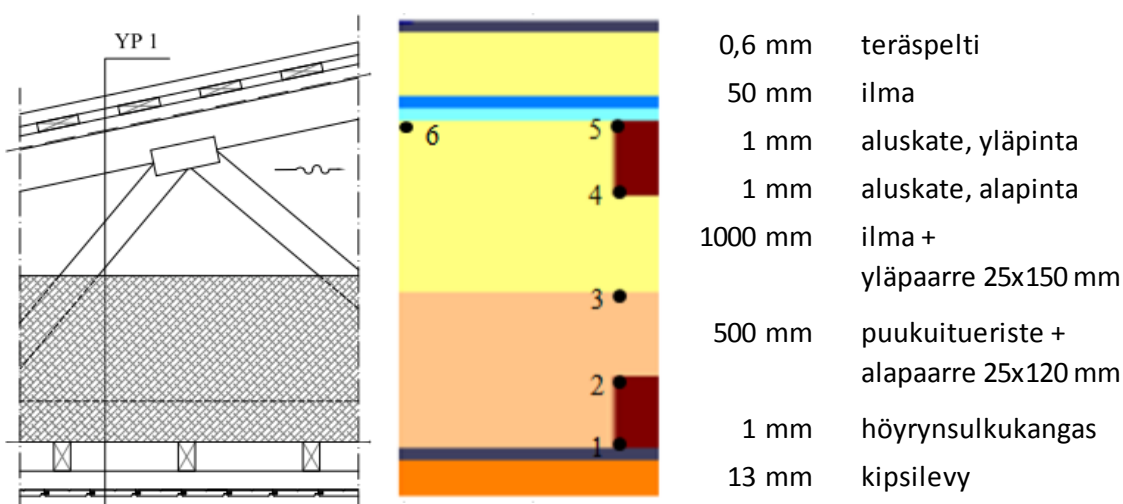 YP 1
6
5
4
3
2
1
0,6 mm teräspelti
50 mm ilma
1 mm aluskate, yläpinta
1 mm aluskate, alapinta
1000 mm ilma +
yläpaarre 25x150 mm
500 mm puukuitueriste +
alapaarre 25x120 mm
1 mm höyrynsulkukangas
13 mm kipsilevy